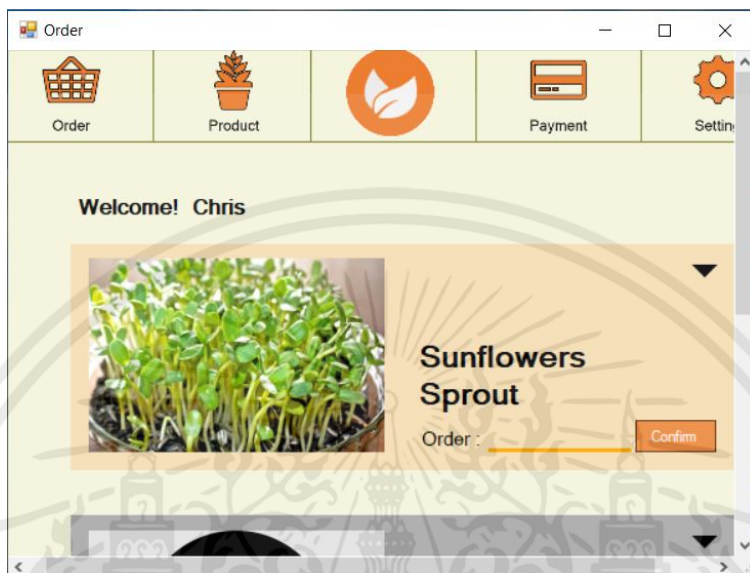 Order
Order
Product
Payment
Settin
Welcome! Chris
Sunflowers
Sprout
Order :
Confirm